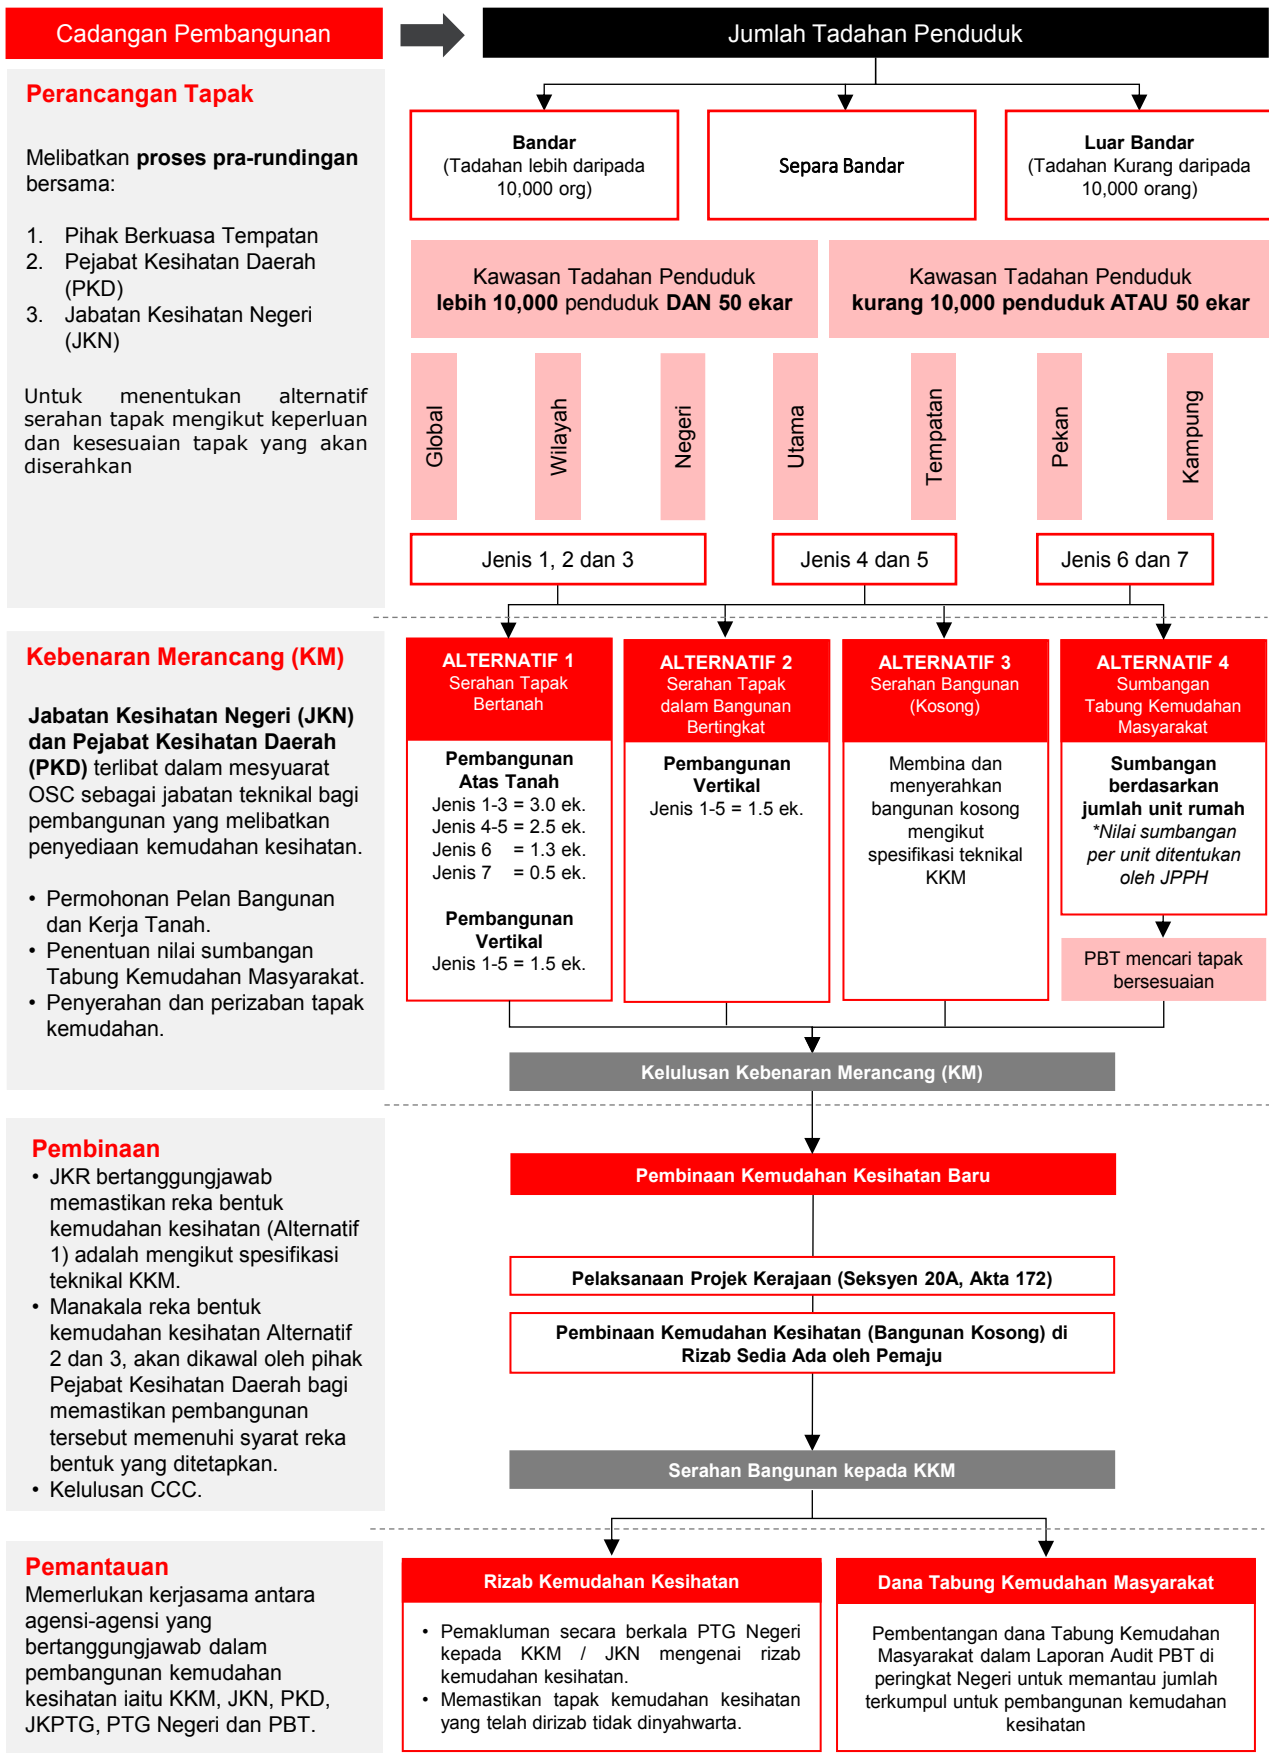 Cadangan Pembangunan
Jumlah Tadahan Penduduk
Perancangan Tapak
Melibatkan proses pra-rundingan
bersama:
1. Pihak Berkuasa Tempatan
2. Pejabat Kesihatan Daerah
(PKD)
3. Jabatan Kesihatan Negeri
(JKN)
Untuk menentukan alternatif
serahan tapak mengikut keperluan
dan kesesuaian tapak yang akan
diserahkan
Bandar
(Tadahan lebih daripada
10,000 org)
Separa Bandar
Luar Bandar
(Tadahan Kurang daripada
10,000 orang)
Kawasan Tadahan Penduduk
lebih 10,000 penduduk DAN 50 ekar
Kawasan Tadahan Penduduk
kurang 10,000 penduduk ATAU 50 ekar
Global
Wilayah
Negeri
Utama
Tempatan
Pekan
Kampung
Jenis 1, 2 dan 3
Jenis 4 dan 5
Jenis 6 dan 7
Kebenaran Merancang (KM)
Jabatan Kesihatan Negeri (JKN)
dan Pejabat Kesihatan Daerah
(PKD) terlibat dalam mesyuarat
OSC sebagai jabatan teknikal bagi
pembangunan yang melibatkan
penyediaan kemudahan kesihatan.
• Permohonan Pelan Bangunan
dan Kerja Tanah.
• Penentuan nilai sumbangan
Tabung Kemudahan Masyarakat.
• Penyerahan dan perizaban tapak
kemudahan.
ALTERNATIF 1
Serahan Tapak
Bertanah
Pembangunan
Atas Tanah
Jenis 1-3 = 3.0 ek.
Jenis 4-5 = 2.5 ek.
Jenis 6 = 1.3 ek.
Jenis 7 = 0.5 ek.
Pembangunan
Vertikal
Jenis 1-5 = 1.5 ek.
ALTERNATIF 2
Serahan Tapak
dalam Bangunan
Bertingkat
Pembangunan
Vertikal
Jenis 1-5 = 1.5 ek.
ALTERNATIF 3
Serahan Bangunan
(Kosong)
Membina dan
menyerahkan
bangunan kosong
mengikut
spesifikasi teknikal
KKM
ALTERNATIF 4
Sumbangan
Tabung Kemudahan
Masyarakat
Sumbangan
berdasarkan
jumlah unit rumah
*Nilai sumbangan
per unit ditentukan
oleh JPPH
PBT mencari tapak
bersesuaian
Kelulusan Kebenaran Merancang (KM)
Pembinaan
• JKR bertanggungjawab
memastikan reka bentuk
kemudahan kesihatan (Alternatif
1) adalah mengikut spesifikasi
teknikal KKM.
• Manakala reka bentuk
kemudahan kesihatan Alternatif
2 dan 3, akan dikawal oleh pihak
Pejabat Kesihatan Daerah bagi
memastikan pembangunan
tersebut memenuhi syarat reka
bentuk yang ditetapkan.
• Kelulusan CCC.
Pembinaan Kemudahan Kesihatan Baru
Pelaksanaan Projek Kerajaan (Seksyen 20A, Akta 172)
Pembinaan Kemudahan Kesihatan (Bangunan Kosong) di
Rizab Sedia Ada oleh Pemaju
Serahan Bangunan kepada KKM
Pemantauan
Memerlukan kerjasama antara
agensi-agensi yang
bertanggungjawab dalam
pembangunan kemudahan
kesihatan iaitu KKM, JKN, PKD,
JKPTG, PTG Negeri dan PBT.
Rizab Kemudahan Kesihatan
• Pemakluman secara berkala PTG Negeri
kepada KKM / JKN mengenai rizab
kemudahan kesihatan.
• Memastikan tapak kemudahan kesihatan
yang telah dirizab tidak dinyahwarta.
Dana Tabung Kemudahan Masyarakat
Pembentangan dana Tabung Kemudahan
Masyarakat dalam Laporan Audit PBT di
peringkat Negeri untuk memantau jumlah
terkumpul untuk pembangunan kemudahan
kesihatan